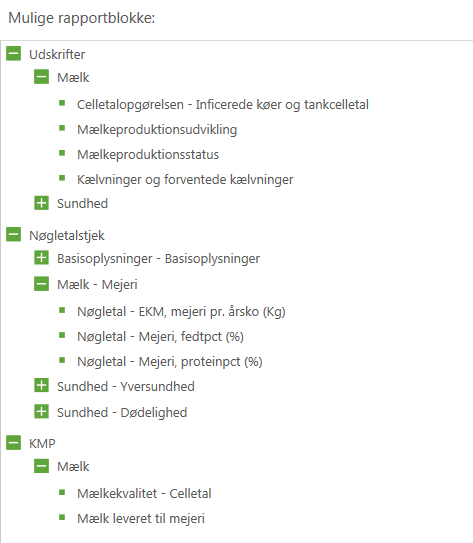 Mulige rapportblokke:
Udskrifter
Mælk
Celletalopgørelsen - Inficerede køer og tankcelletal
Mælkeproduktionsudvikling
Mælkeproduktionsstatus
Kælvninger og forventede kælvninger
Sundhed
Nøgletalstjek
Basisoplysninger - Basisoplysninger
Mælk - Mejeri
Nøgletal - EKM, mejeri pr. årsko (Kg)
Nøgletal - Mejeri, fedtpct (%)
Nøgletal - Mejeri, proteinpct (%)
Sundhed - Yversundhed
Sundhed - Dødelighed
KMP
Mælk
Mælkekvalitet - Celletal
Mælk leveret til mejeri